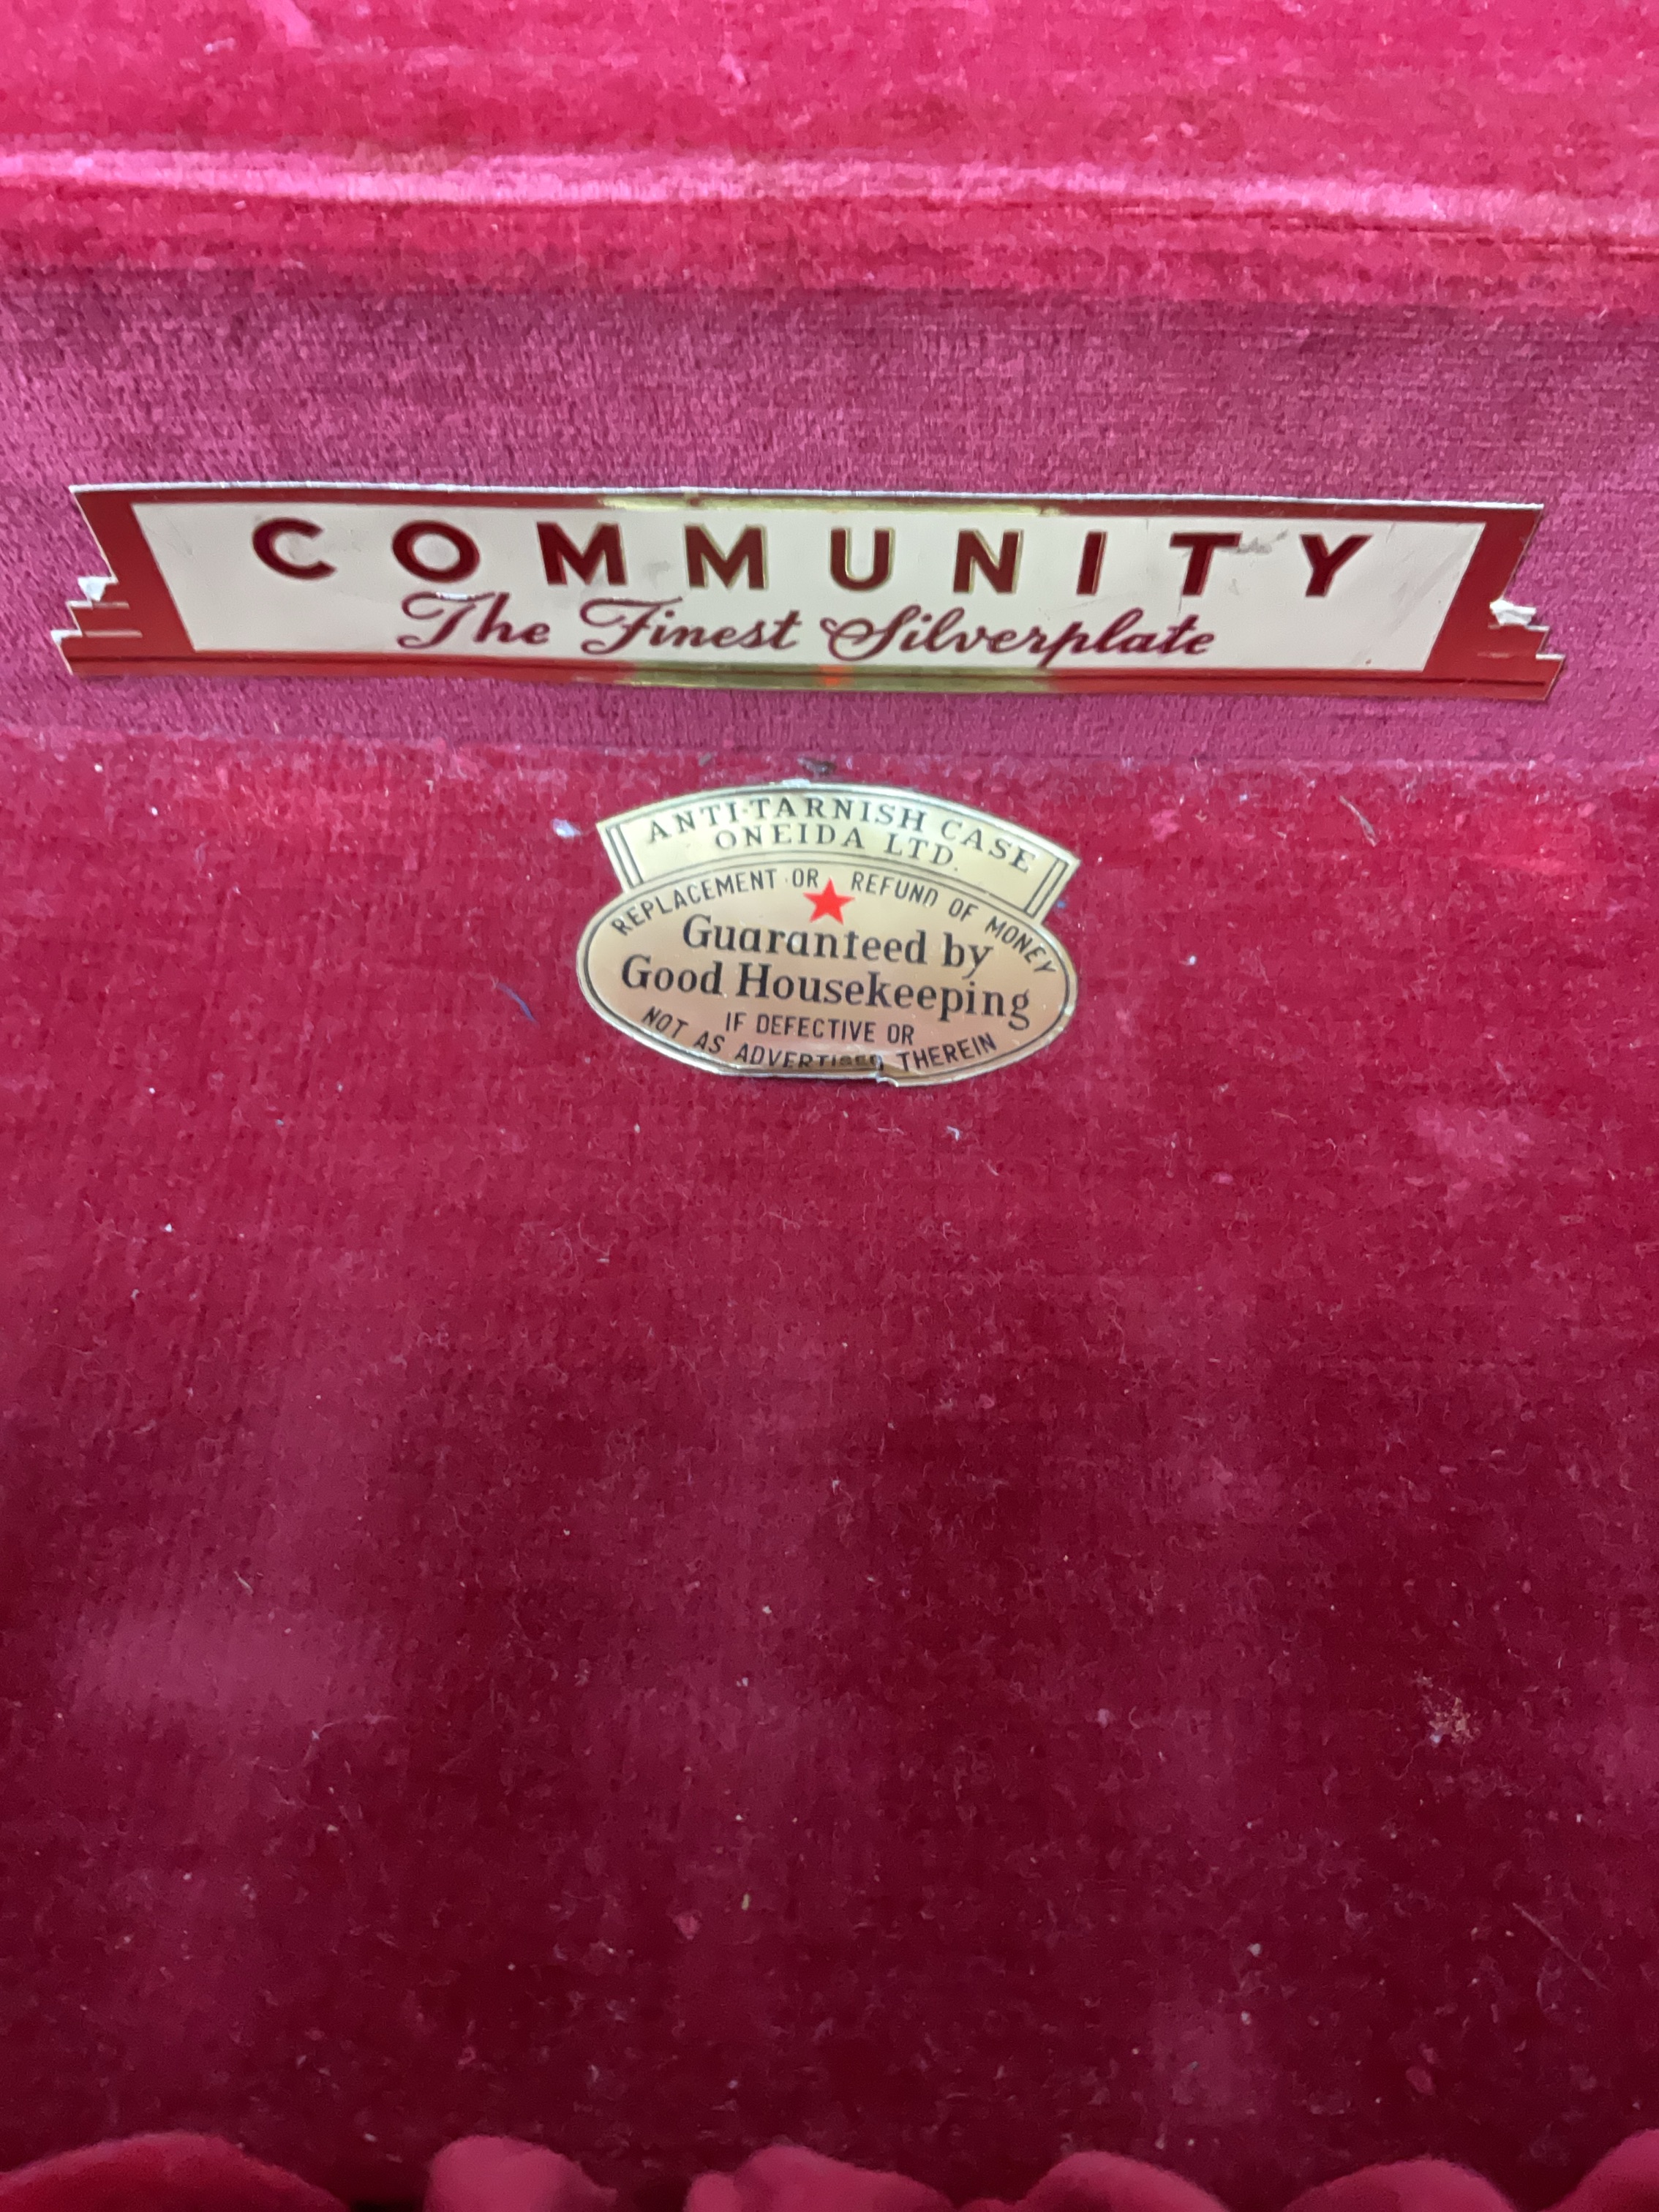 COMMUNITY
The Finest Silverplate
ANTI-TARNISH CASE
ONEIDA LTD.
REPLACEMENT OR REFUND OF MONEY
Guaranteed by
Good Housekeeping
IF DEFECTIVE OR
NOT AS ADVERTISED THEREIN